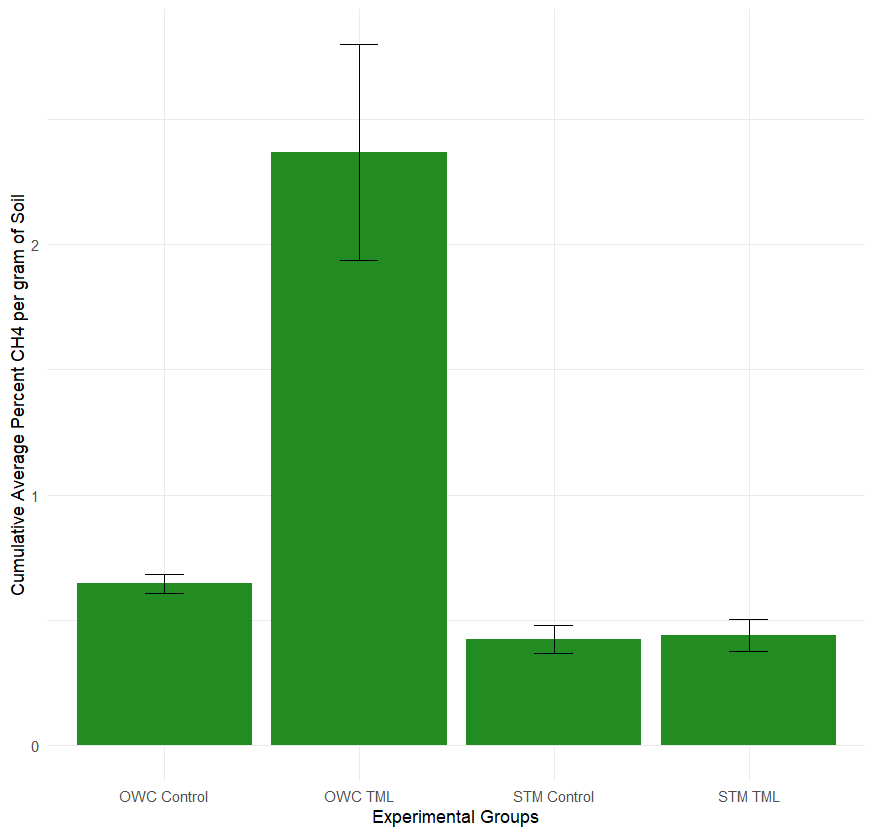 Cumulative Average Percent CH4 per gram of Soil
2
1
0
OWC Control
OWC TML
STM Control
STM TML
Experimental Groups